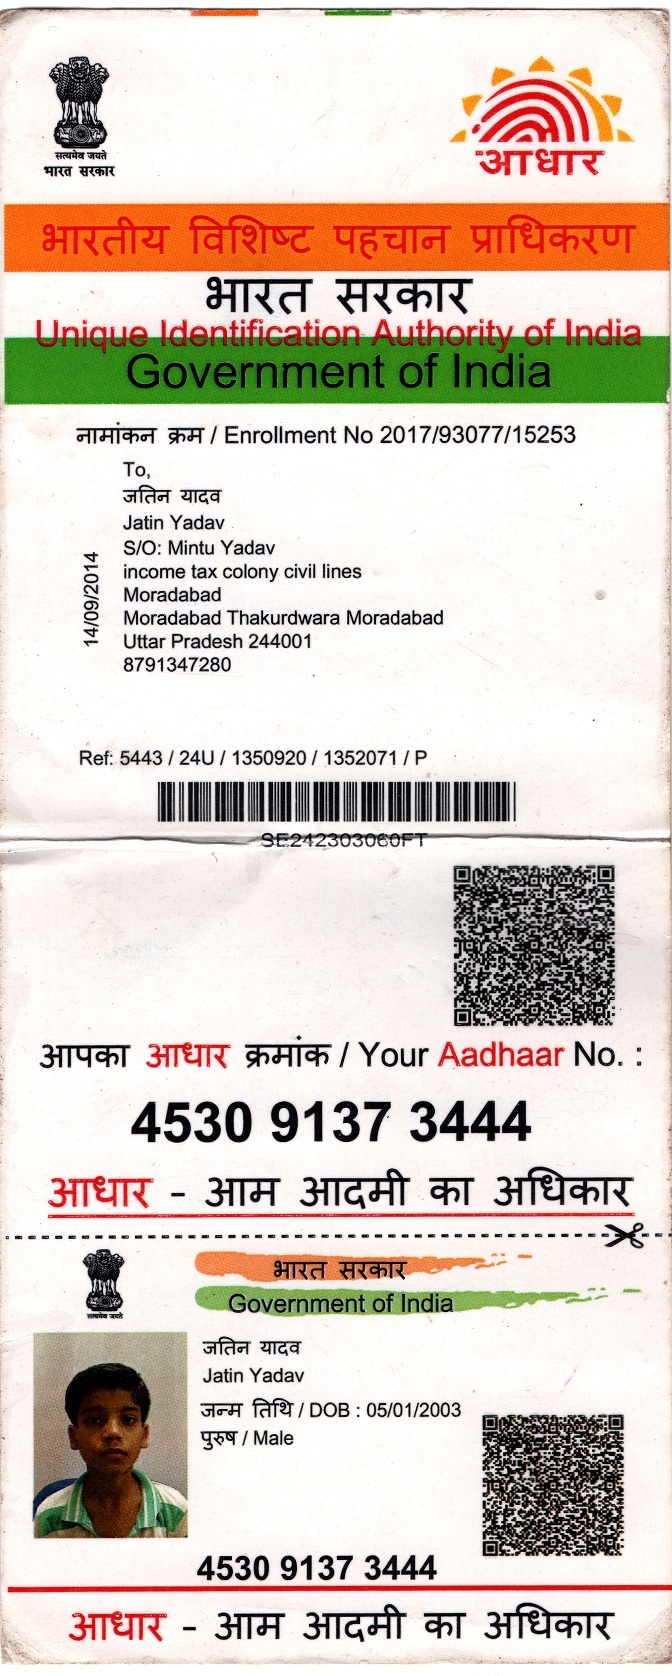 सत्यमेव जयते
भारत सरकार
आधार
भारतीय विशिष्ट पहचान प्राधिकरण
भारत सरकार
Unique Identification Authority of India
Government of India
नामांकन क्रम / Enrollment No 2017/93077/15253
To,
जतिन यादव
Jatin Yadav
S/O: Mintu Yadav
income tax colony civil lines
Moradabad
Moradabad Thakurdwara Moradabad
Uttar Pradesh 244001
8791347280
14/09/2014
Ref: 5443 / 24U / 1350920 / 1352071 / P
SE242303060FT
आपका आधार क्रमांक / Your Aadhaar No. :
4530 9137 3444
आधार - आम आदमी का अधिकार
भारत सरकार
Government of India
सत्यमेव जयते
जतिन यादव
Jatin Yadav
जन्म तिथि / DOB : 05/01/2003
पुरुष / Male
4530 9137 3444
आधार - आम आदमी का अधिकार